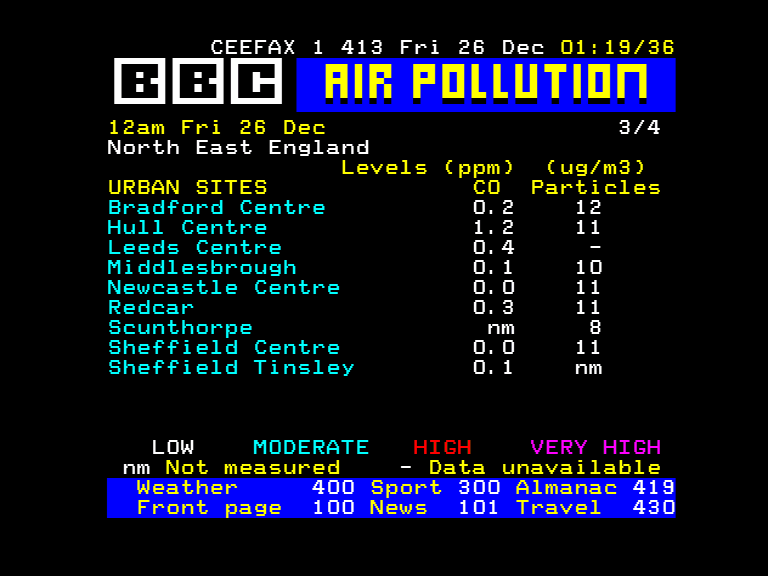 CEEFAX 1 413 Fri 26 Dec 01:19/36
BBC AIR POLLUTION
12am Fri 26 Dec 3/4
North East England
Levels (ppm) (ug/m3)
URBAN SITES CO Particles
Bradford Centre 0.2 12
Hull Centre 1.2 11
Leeds Centre 0.4 -
Middlesbrough 0.1 10
Newcastle Centre 0.0 11
Redcar 0.3 11
Scunthorpe nm 8
Sheffield Centre 0.0 11
Sheffield Tinsley 0.1 nm
LOW MODERATE HIGH VERY HIGH
nm Not measured - Data unavailable
Weather 400 Sport 300 Almanac 419
Front page 100 News 101 Travel 430